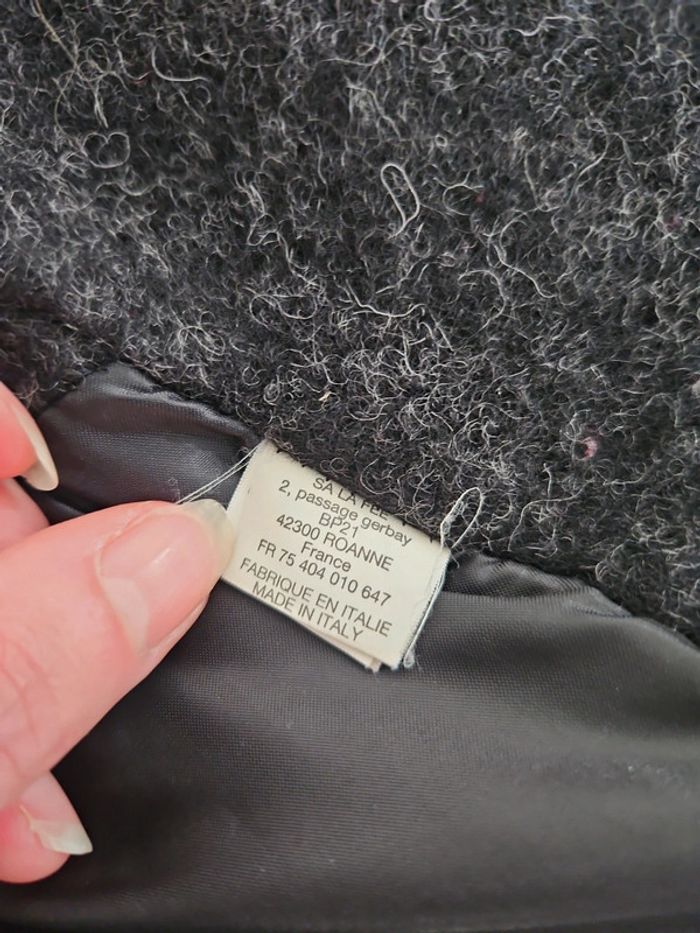 SA LA FEE
2, passage gerbay
BP21
42300 ROANNE
France
FR 75 404 010 647
FABRIQUE EN ITALIE
MADE IN ITALY